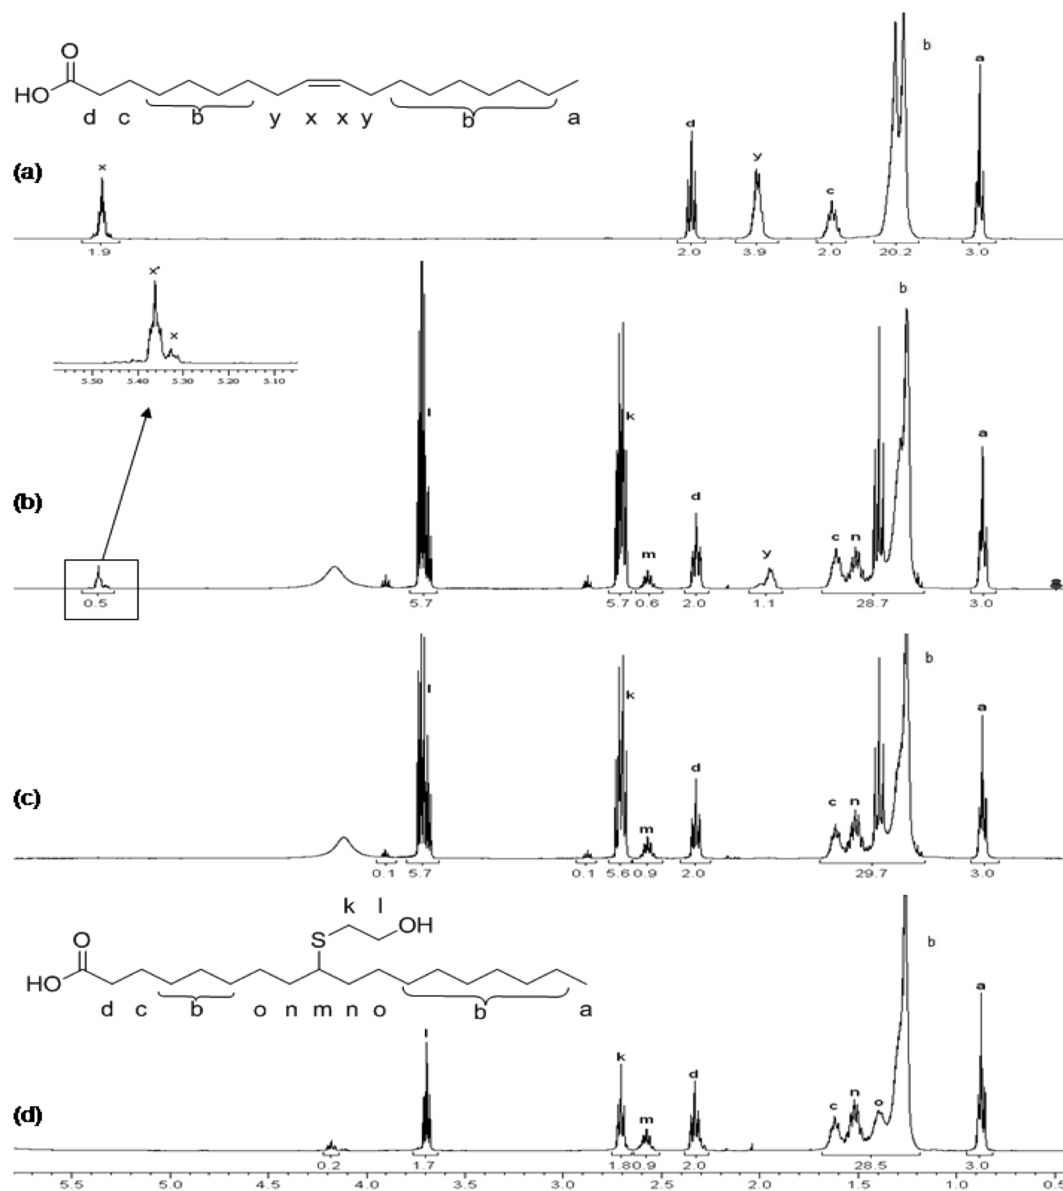 b
O
a
HO
d c b y x x y b a
d
y
(a)
x
c
1.9 2.0 3.9 2.0 20.2 3.0
x'
b
x
5.50 5.40 5.30 5.20 5.10
l
k
a
(b)
d
m
y
c n
0.5 5.7 5.7 0.6 2.0 1.1 28.7 3.0
b
l
k
a
(c)
d
c n
m
0.1 5.7 0.1 5.6 0.9 2.0 29.7 3.0
k l
OH
O
S
b
HO
d c b o n m n o b a
a
l
k
d
(d)
m
c n o
0.2 1.7 1.8 0.9 2.0 28.5 3.0
5.5 5.0 4.5 4.0 3.5 3.0 2.5 2.0 1.5 1.0